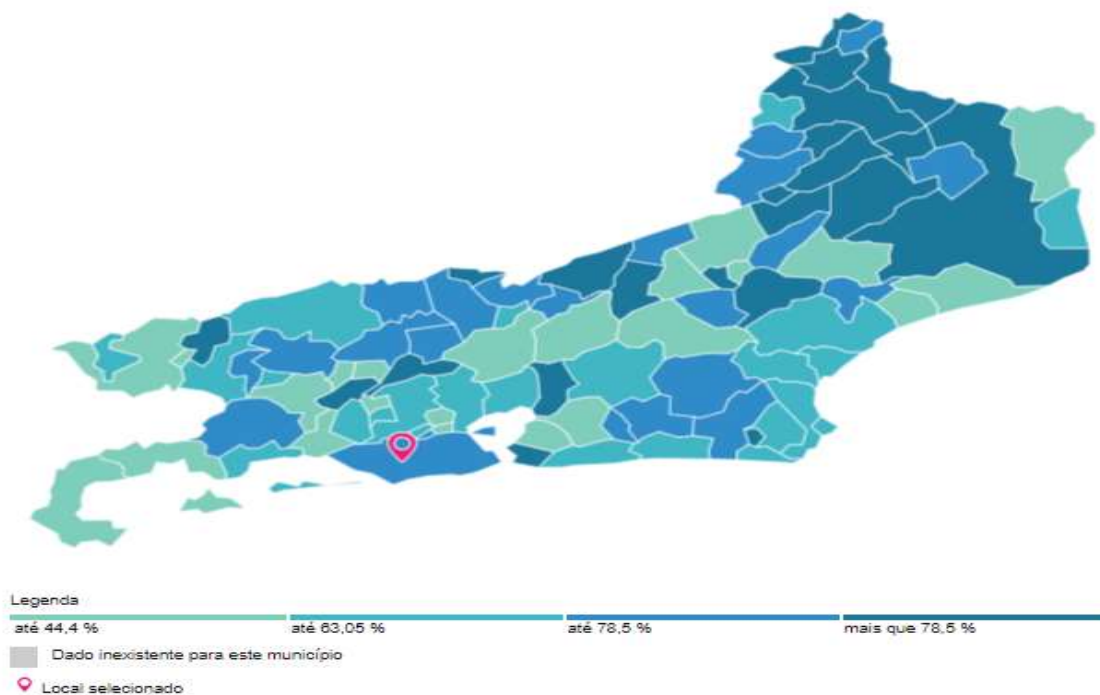 Legenda
até 44,4 % até 63,05 % até 78,5 % mais que 78,5 %
Dado inexistente para este município
Local selecionado